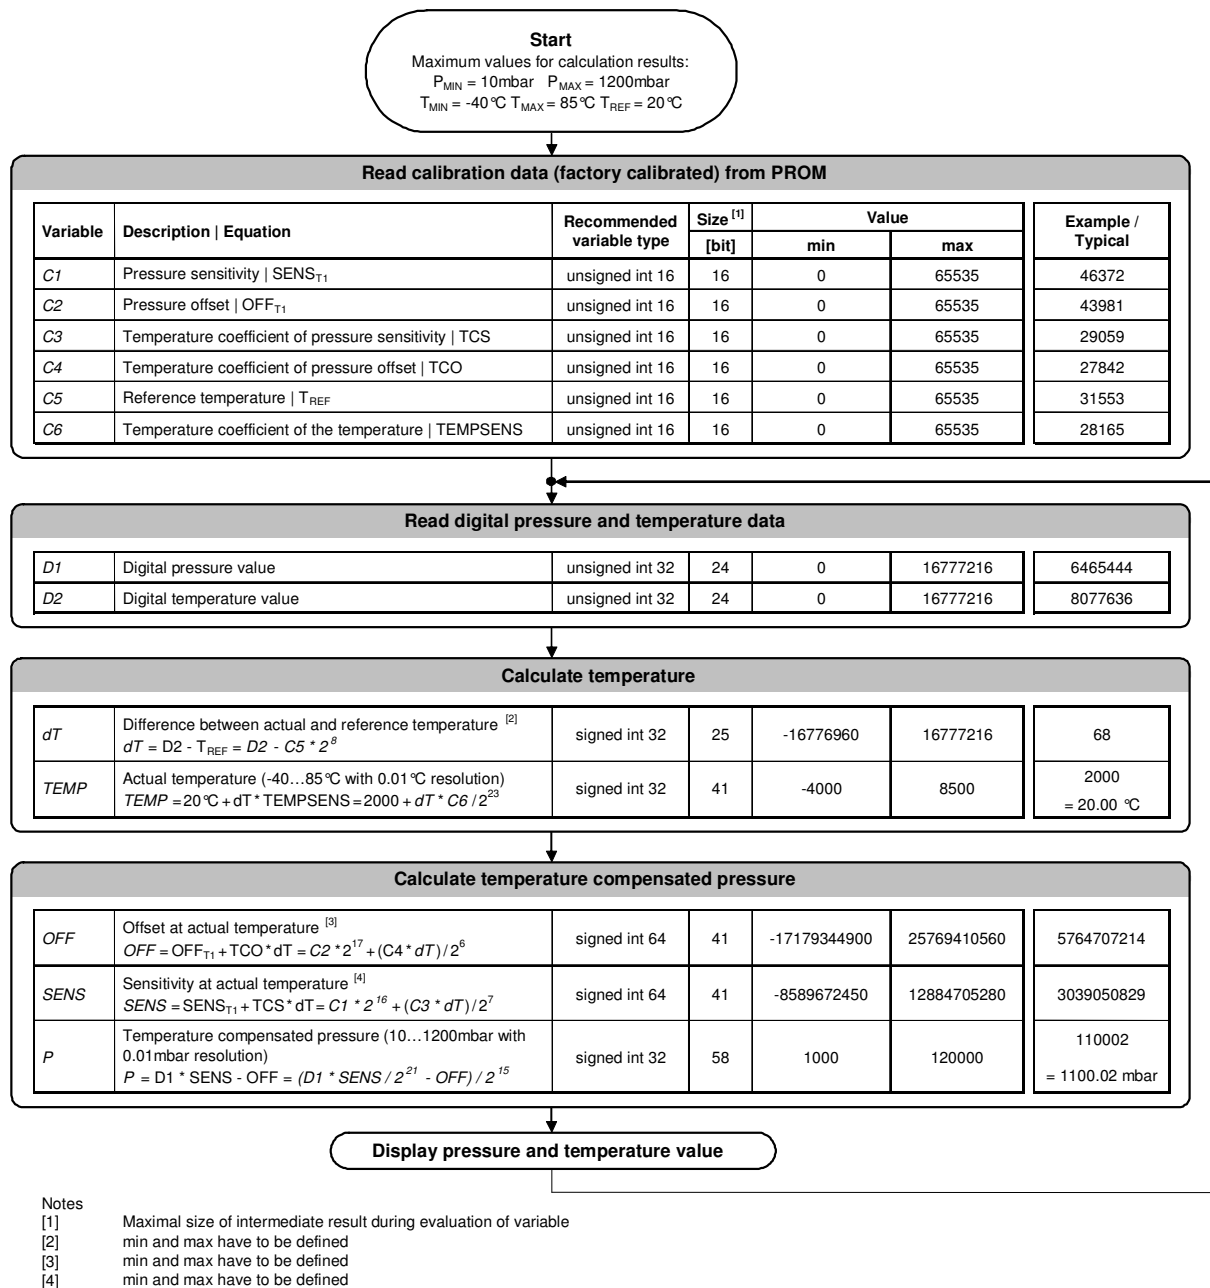 Start
Maximum values for calculation results:
P_MIN = 10mbar P_MAX = 1200mbar
T_MIN = -40°C T_MAX = 85°C T_REF = 20°C
Read calibration data (factory calibrated) from PROM
Variable | Description | Equation | Recommended variable type | Size [1] [bit] | Value min | max | Example / Typical
C1 Pressure sensitivity | SENS_T1 unsigned int 16 16 0 65535 46372
C2 Pressure offset | OFF_T1 unsigned int 16 16 0 65535 43981
C3 Temperature coefficient of pressure sensitivity | TCS unsigned int 16 16 0 65535 29059
C4 Temperature coefficient of pressure offset | TCO unsigned int 16 16 0 65535 27842
C5 Reference temperature | T_REF unsigned int 16 16 0 65535 31553
C6 Temperature coefficient of the temperature | TEMPSENS unsigned int 16 16 0 65535 28165
Read digital pressure and temperature data
D1 Digital pressure value unsigned int 32 24 0 16777216 6465444
D2 Digital temperature value unsigned int 32 24 0 16777216 8077636
Calculate temperature
dT Difference between actual and reference temperature [2]
dT = D2 - T_REF = D2 - C5 * 2^8 signed int 32 25 -16776960 16777216 68
TEMP Actual temperature (-40…85°C with 0.01°C resolution)
TEMP = 20°C + dT * TEMPSENS = 2000 + dT * C6 / 2^23 signed int 32 41 -4000 8500 2000
= 20.00 °C
Calculate temperature compensated pressure
OFF Offset at actual temperature [3]
OFF = OFF_T1 + TCO * dT = C2 * 2^17 + (C4 * dT) / 2^6 signed int 64 41 -17179344900 25769410560 5764707214
SENS Sensitivity at actual temperature [4]
SENS = SENS_T1 + TCS * dT = C1 * 2^16 + (C3 * dT) / 2^7 signed int 64 41 -8589672450 12884705280 3039050829
P Temperature compensated pressure (10…1200mbar with
0.01mbar resolution)
P = D1 * SENS - OFF = (D1 * SENS / 2^21 - OFF) / 2^15 signed int 32 58 1000 120000 110002
= 1100.02 mbar
Display pressure and temperature value
Notes
[1] Maximal size of intermediate result during evaluation of variable
[2] min and max have to be defined
[3] min and max have to be defined
[4] min and max have to be defined